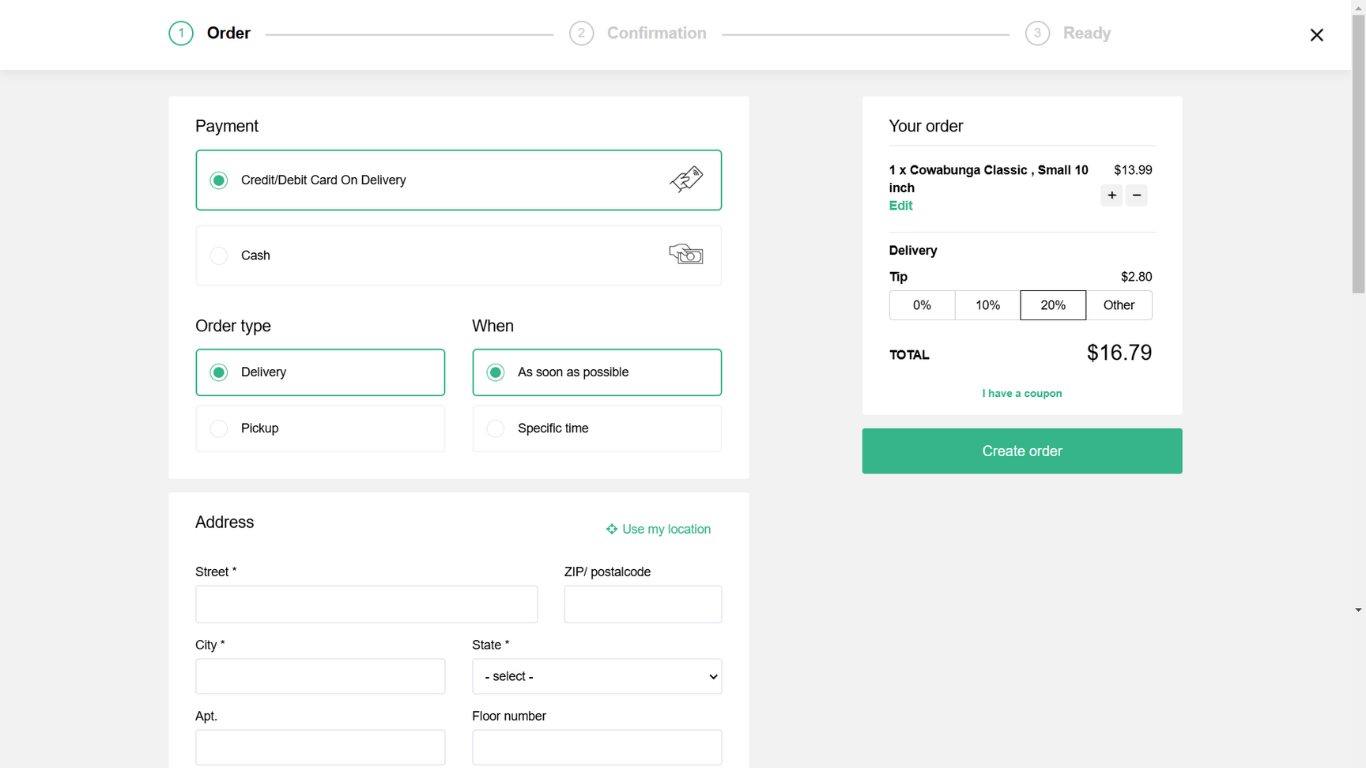 1 Order
2 Confirmation
3 Ready
Payment
Credit/Debit Card On Delivery
Cash
Order type
When
Delivery
As soon as possible
Pickup
Specific time
Address
Use my location
Street *
ZIP/ postalcode
City *
State *
- select -
Apt.
Floor number
Your order
1 x Cowabunga Classic , Small 10 $13.99
inch
+ −
Edit
Delivery
Tip $2.80
0% 10% 20% Other
TOTAL $16.79
I have a coupon
Create order